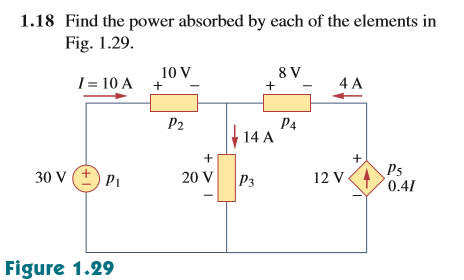 1.18 Find the power absorbed by each of the elements in
Fig. 1.29.
I = 10 A
10 V
+ −
p2
8 V
+ −
p4
4 A
14 A
30 V
+
−
p1
+
20 V
−
p3
+
12 V
−
p5
0.4I
Figure 1.29